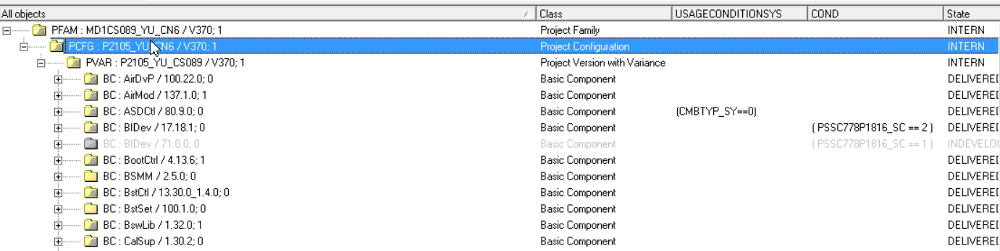 All objects / Class USAGECONDITIONSYS COND State
PFAM : MD1CS089_YU_CN6 / V370; 1 Project Family INTERN
PCFG : P2105_YU_CN6 / V370; 1 Project Configuration INTERN
PVAR : P2105_YU_CS089 / V370; 1 Project Version with Variance INTERN
BC : AirDvP / 100.22.0; 0 Basic Component DELIVERED
BC : AirMod / 137.1.0; 1 Basic Component DELIVERED
BC : ASDCtl / 80.9.0; 0 Basic Component (CMBTYP_SY==0) DELIVERED
BC : BIDev / 17.18.1; 0 Basic Component ( PSSC778P1816_SC == 2 ) DELIVERED
BC : BIDev / 71.0.0; 0 Basic Component ( PSSC778P1816_SC == 1 ) INDEVELO
BC : BootCtrl / 4.13.6; 1 Basic Component DELIVERED
BC : BSMM / 2.5.0; 0 Basic Component DELIVERED
BC : BstCtl / 13.30.0_1.4.0; 0 Basic Component DELIVERED
BC : BstSet / 100.1.0; 0 Basic Component DELIVERED
BC : BswLib / 1.32.0; 1 Basic Component DELIVERED
BC : CalSup / 1.30.2; 0 Basic Component DELIVERED